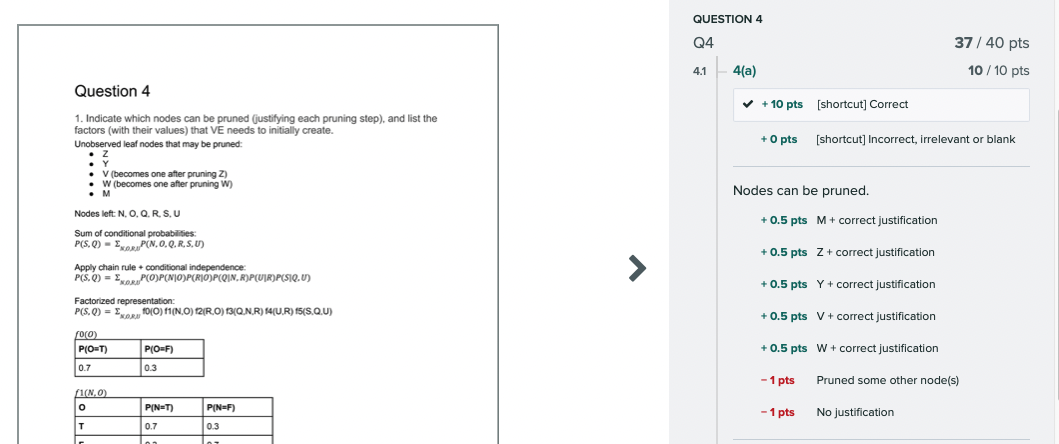 Question 4
1. Indicate which nodes can be pruned (justifying each pruning step), and list the
factors (with their values) that VE needs to initially create.
Unobserved leaf nodes that may be pruned:
● Z
● Y
● V (becomes one after pruning Z)
● W (becomes one after pruning W)
● M
Nodes left: N, O, Q, R, S, U
Sum of conditional probabilities:
P(S, Q) = Σ_N,O,R,U P(N, O, Q, R, S, U)
Apply chain rule + conditional independence:
P(S, Q) = Σ_N,O,R,U P(O)P(N|O)P(R|O)P(Q|N, R)P(U|R)P(S|Q, U)
Factorized representation:
P(S, Q) = Σ_N,O,R,U f0(O) f1(N,O) f2(R,O) f3(Q,N,R) f4(U,R) f5(S,Q,U)
f0(O)
P(O=T) P(O=F)
0.7 0.3
f1(N, O)
O P(N=T) P(N=F)
T 0.7 0.3
QUESTION 4
Q4 37 / 40 pts
4.1 4(a) 10 / 10 pts
✔ + 10 pts [shortcut] Correct
+ 0 pts [shortcut] Incorrect, irrelevant or blank
Nodes can be pruned.
+ 0.5 pts M + correct justification
+ 0.5 pts Z + correct justification
+ 0.5 pts Y + correct justification
+ 0.5 pts V + correct justification
+ 0.5 pts W + correct justification
− 1 pts Pruned some other node(s)
− 1 pts No justification